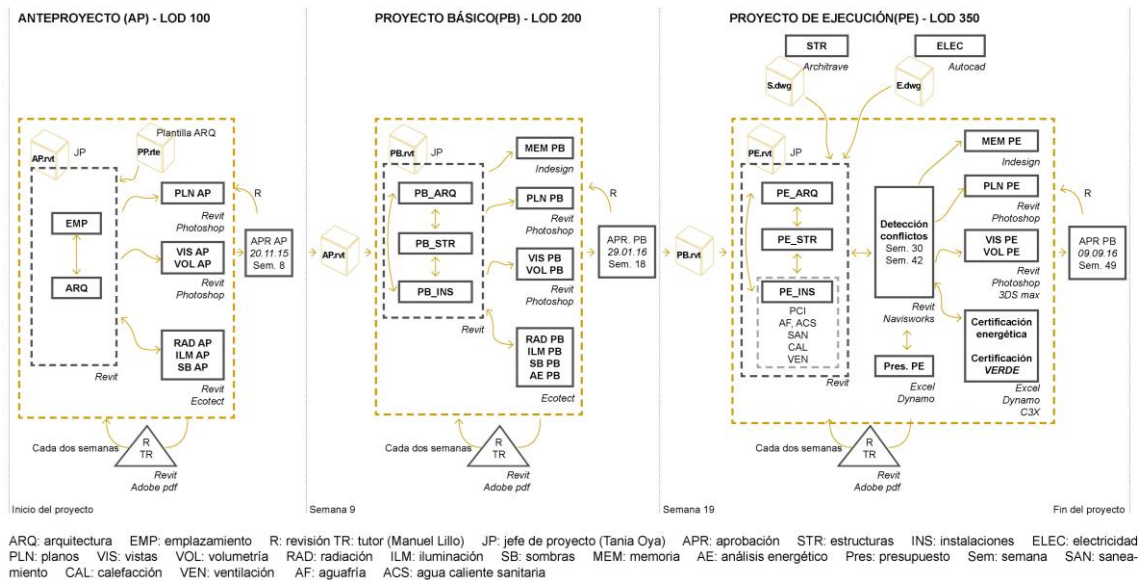 ANTEPROYECTO (AP) - LOD 100
Plantilla ARQ
AP.rvt
JP
PP.rte
EMP
ARQ
Revit
PLN AP
Revit
Photoshop
VIS AP
VOL AP
Revit
Photoshop
RAD AP
ILM AP
SB AP
Revit
Ecotect
R
APR AP
20.11.15
Sem. 8
Cada dos semanas
R
TR
Revit
Adobe pdf
Inicio del proyecto
PROYECTO BÁSICO(PB) - LOD 200
AP.rvt
PB.rvt
JP
PB_ARQ
PB_STR
PB_INS
Revit
MEM PB
Indesign
PLN PB
Revit
Photoshop
VIS PB
VOL PB
Revit
Photoshop
RAD PB
ILM PB
SB PB
AE PB
Ecotect
R
APR. PB
29.01.16
Sem. 18
Cada dos semanas
R
TR
Revit
Adobe pdf
Semana 9
PROYECTO DE EJECUCIÓN(PE) - LOD 350
STR
Architrave
ELEC
Autocad
S.dwg
E.dwg
PB.rvt
PE.rvt
JP
PE_ARQ
PE_STR
PE_INS
PCI
AF, ACS
SAN
CAL
VEN
Revit
Detección
conflictos
Sem. 30
Sem. 42
Revit
Navisworks
Pres. PE
Excel
Dynamo
MEM PE
Indesign
PLN PE
Revit
Photoshop
VIS PE
VOL PE
Revit
Photoshop
3DS max
Certificación
energética
Certificación
VERDE
Excel
Dynamo
C3X
R
APR PB
09.09.16
Sem. 49
Cada dos semanas
R
TR
Revit
Adobe pdf
Semana 19
Fin del proyecto
ARQ: arquitectura EMP: emplazamiento R: revisión TR: tutor (Manuel Lillo) JP: jefe de proyecto (Tania Oya) APR: aprobación STR: estructuras INS: instalaciones ELEC: electricidad
PLN: planos VIS: vistas VOL: volumetría RAD: radiación ILM: iluminación SB: sombras MEM: memoria AE: análisis energético Pres: presupuesto Sem: semana SAN: sanea-
miento CAL: calefacción VEN: ventilación AF: aguafría ACS: agua caliente sanitaria